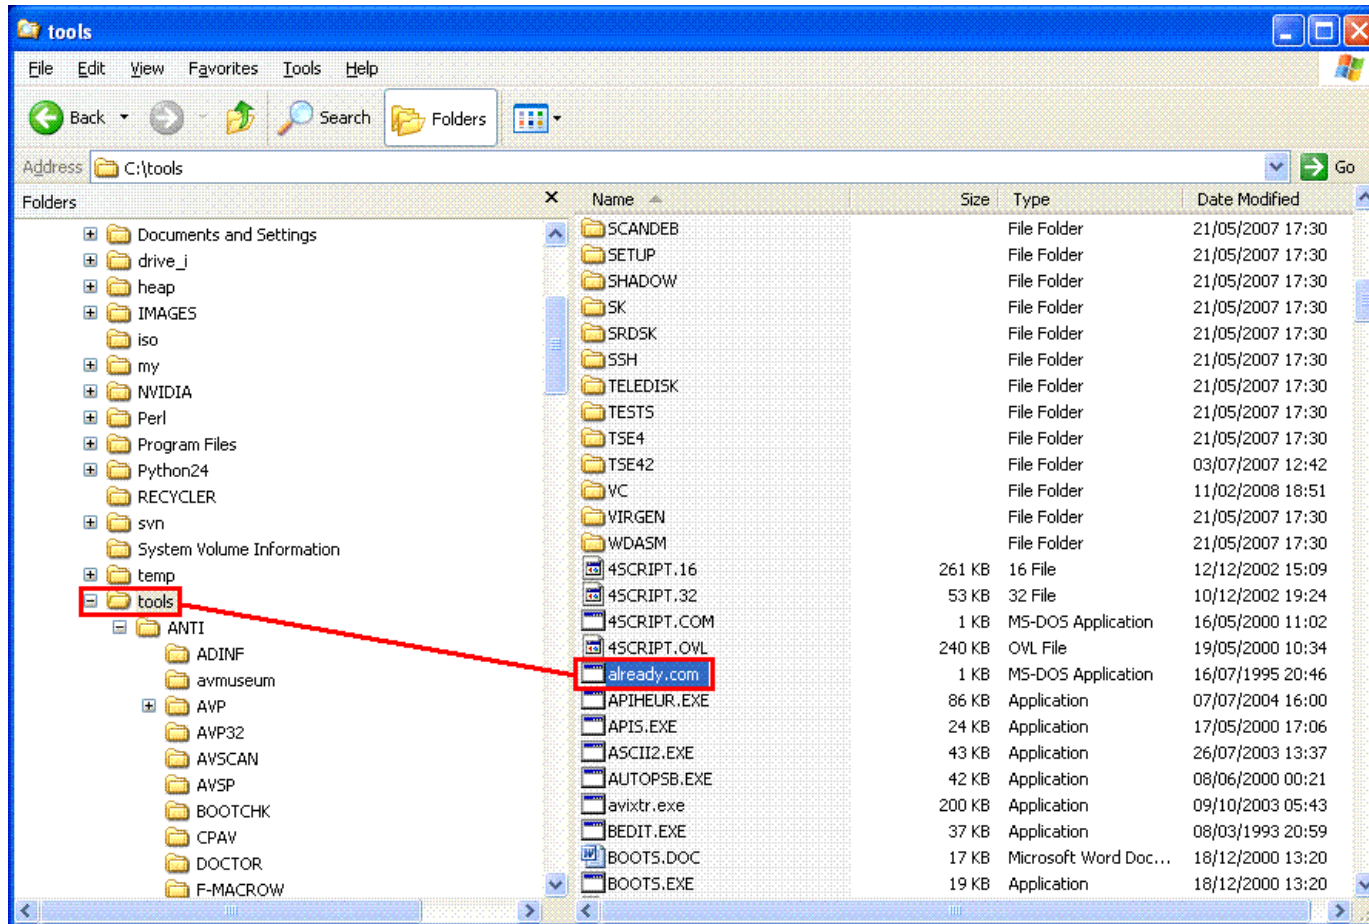 tools
File Edit View Favorites Tools Help
Back Search Folders
Address C:\tools Go
Folders
Documents and Settings
drive_i
heap
IMAGES
iso
my
NVIDIA
Perl
Program Files
Python24
RECYCLER
svn
System Volume Information
temp
tools
ANTI
ADINF
avmuseum
AVP
AVP32
AVSCAN
AVSP
BOOTCHK
CPAV
DOCTOR
F-MACROW
Name Size Type Date Modified
SCANDEB File Folder 21/05/2007 17:30
SETUP File Folder 21/05/2007 17:30
SHADOW File Folder 21/05/2007 17:30
SK File Folder 21/05/2007 17:30
SRDSK File Folder 21/05/2007 17:30
SSH File Folder 21/05/2007 17:30
TELEDISK File Folder 21/05/2007 17:30
TESTS File Folder 21/05/2007 17:30
TSE4 File Folder 21/05/2007 17:30
TSE42 File Folder 03/07/2007 12:42
VC File Folder 11/02/2008 18:51
VIRGEN File Folder 21/05/2007 17:30
WDASM File Folder 21/05/2007 17:30
4SCRIPT.16 261 KB 16 File 12/12/2002 15:09
4SCRIPT.32 53 KB 32 File 10/12/2002 19:24
4SCRIPT.COM 1 KB MS-DOS Application 16/05/2000 11:02
4SCRIPT.OVL 240 KB OVL File 19/05/2000 10:34
already.com 1 KB MS-DOS Application 16/07/1995 20:46
APIHEUR.EXE 86 KB Application 07/07/2004 16:00
APIS.EXE 24 KB Application 17/05/2000 17:06
ASCII2.EXE 43 KB Application 26/07/2003 13:37
AUTOPSB.EXE 42 KB Application 08/06/2000 00:21
avixtr.exe 200 KB Application 09/10/2003 05:43
BEDIT.EXE 37 KB Application 08/03/1993 20:59
BOOTS.DOC 17 KB Microsoft Word Doc... 18/12/2000 13:20
BOOTS.EXE 19 KB Application 18/12/2000 13:20